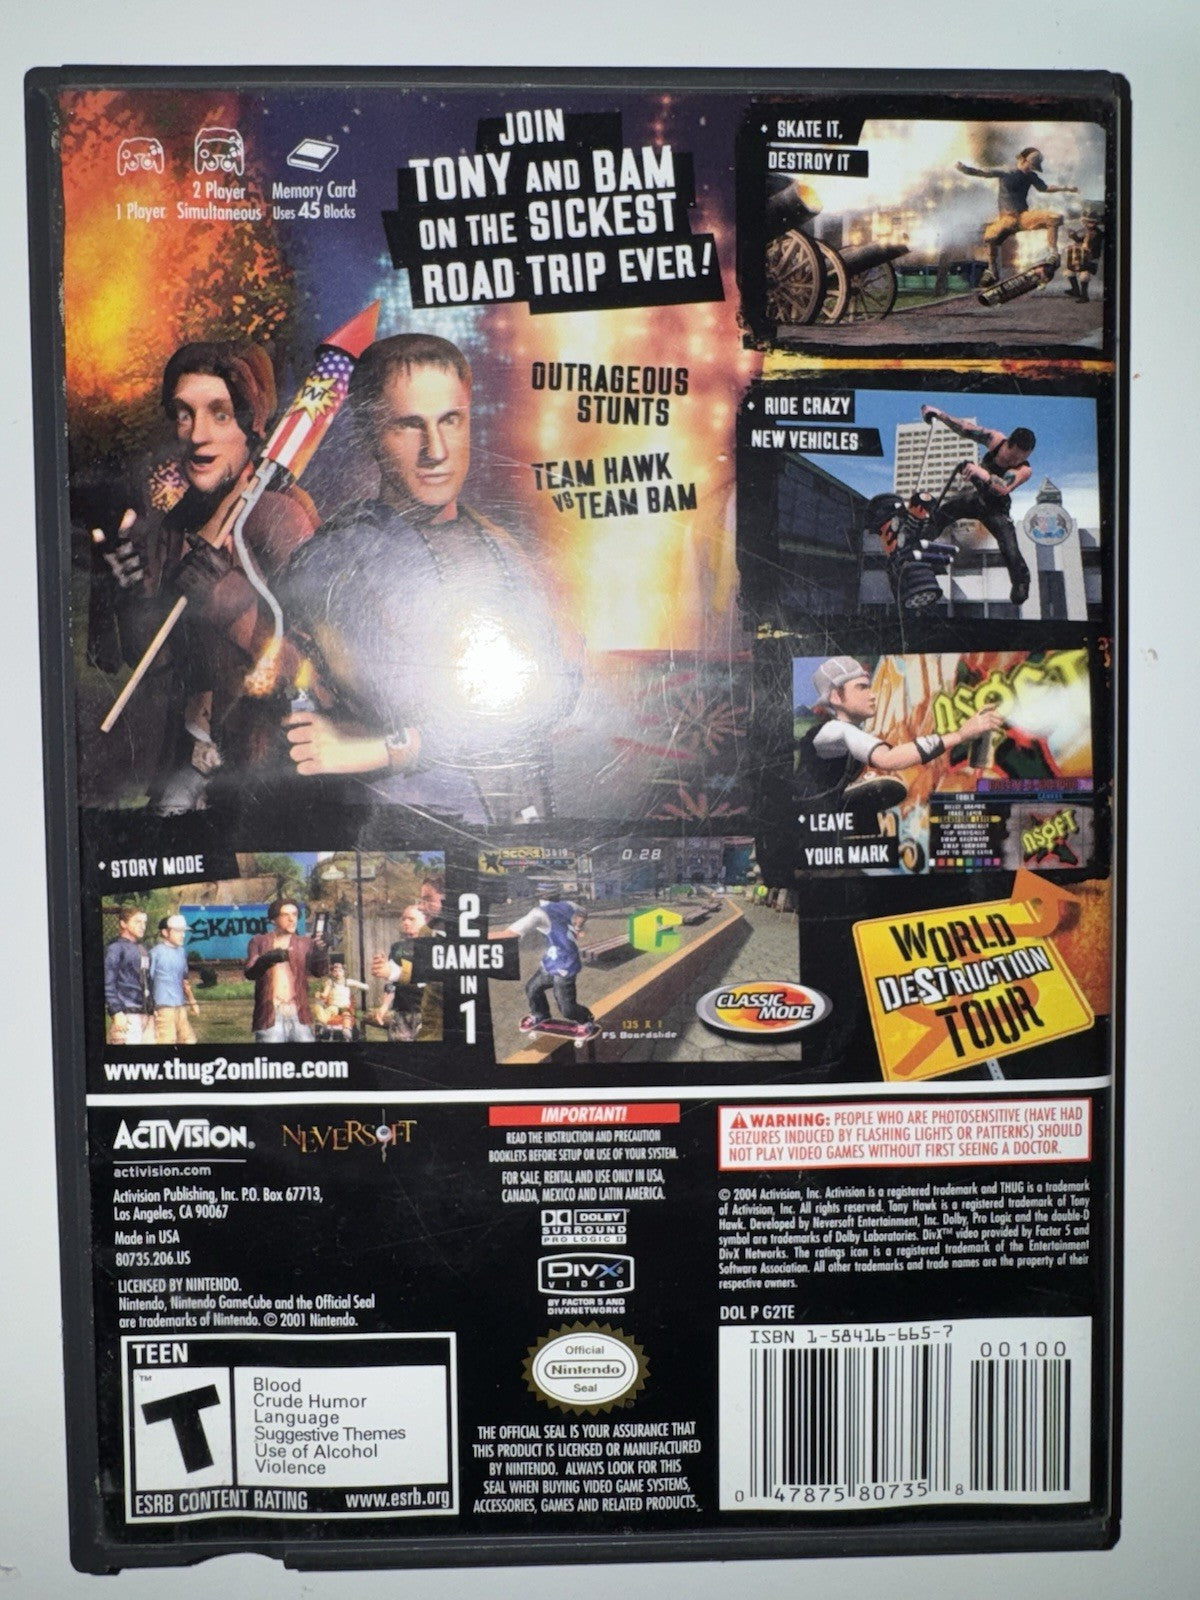 1 Player
2 Player
Simultaneous
Memory Card
Uses 45 Blocks
JOIN
TONY AND BAM
ON THE SICKEST
ROAD TRIP EVER!
OUTRAGEOUS
STUNTS
TEAM HAWK
VS TEAM BAM
• SKATE IT,
DESTROY IT
• RIDE CRAZY
NEW VEHICLES
• LEAVE
YOUR MARK
NSOFT
• STORY MODE
SKATOPIA
2
GAMES
IN
1
0.28
135 X 1
FS Boardslide
CLASSIC
MODE
WORLD
DESTRUCTION
TOUR
www.thug2online.com
ACTIVISION®
activision.com
NEVERSOFT
Activision Publishing, Inc. P.O. Box 67713,
Los Angeles, CA 90067
Made in USA
80735.206.US
LICENSED BY NINTENDO.
Nintendo, Nintendo GameCube and the Official Seal
are trademarks of Nintendo. © 2001 Nintendo.
TEEN
T
TM
Blood
Crude Humor
Language
Suggestive Themes
Use of Alcohol
Violence
ESRB CONTENT RATING www.esrb.org
IMPORTANT!
READ THE INSTRUCTION AND PRECAUTION
BOOKLETS BEFORE SETUP OR USE OF YOUR SYSTEM.
FOR SALE, RENTAL AND USE ONLY IN USA,
CANADA, MEXICO AND LATIN AMERICA.
DOLBY
SURROUND
PRO LOGIC II
DIVX
VIDEO
BY FACTOR 5 AND
DIVXNETWORKS
Official
Nintendo
Seal
THE OFFICIAL SEAL IS YOUR ASSURANCE THAT
THIS PRODUCT IS LICENSED OR MANUFACTURED
BY NINTENDO. ALWAYS LOOK FOR THIS
SEAL WHEN BUYING VIDEO GAME SYSTEMS,
ACCESSORIES, GAMES AND RELATED PRODUCTS.
WARNING: PEOPLE WHO ARE PHOTOSENSITIVE (HAVE HAD
SEIZURES INDUCED BY FLASHING LIGHTS OR PATTERNS) SHOULD
NOT PLAY VIDEO GAMES WITHOUT FIRST SEEING A DOCTOR.
© 2004 Activision, Inc. Activision is a registered trademark and THUG is a trademark
of Activision, Inc. All rights reserved. Tony Hawk is a registered trademark of Tony
Hawk. Developed by Neversoft Entertainment, Inc. Dolby, Pro Logic and the double-D
symbol are trademarks of Dolby Laboratories. DivX™ video provided by Factor 5 and
DivX Networks. The ratings icon is a registered trademark of the Entertainment
Software Association. All other trademarks and trade names are the property of their
respective owners.
DOL P G2TE
ISBN 1-58416-665-7
00100
0 47875 80735 8